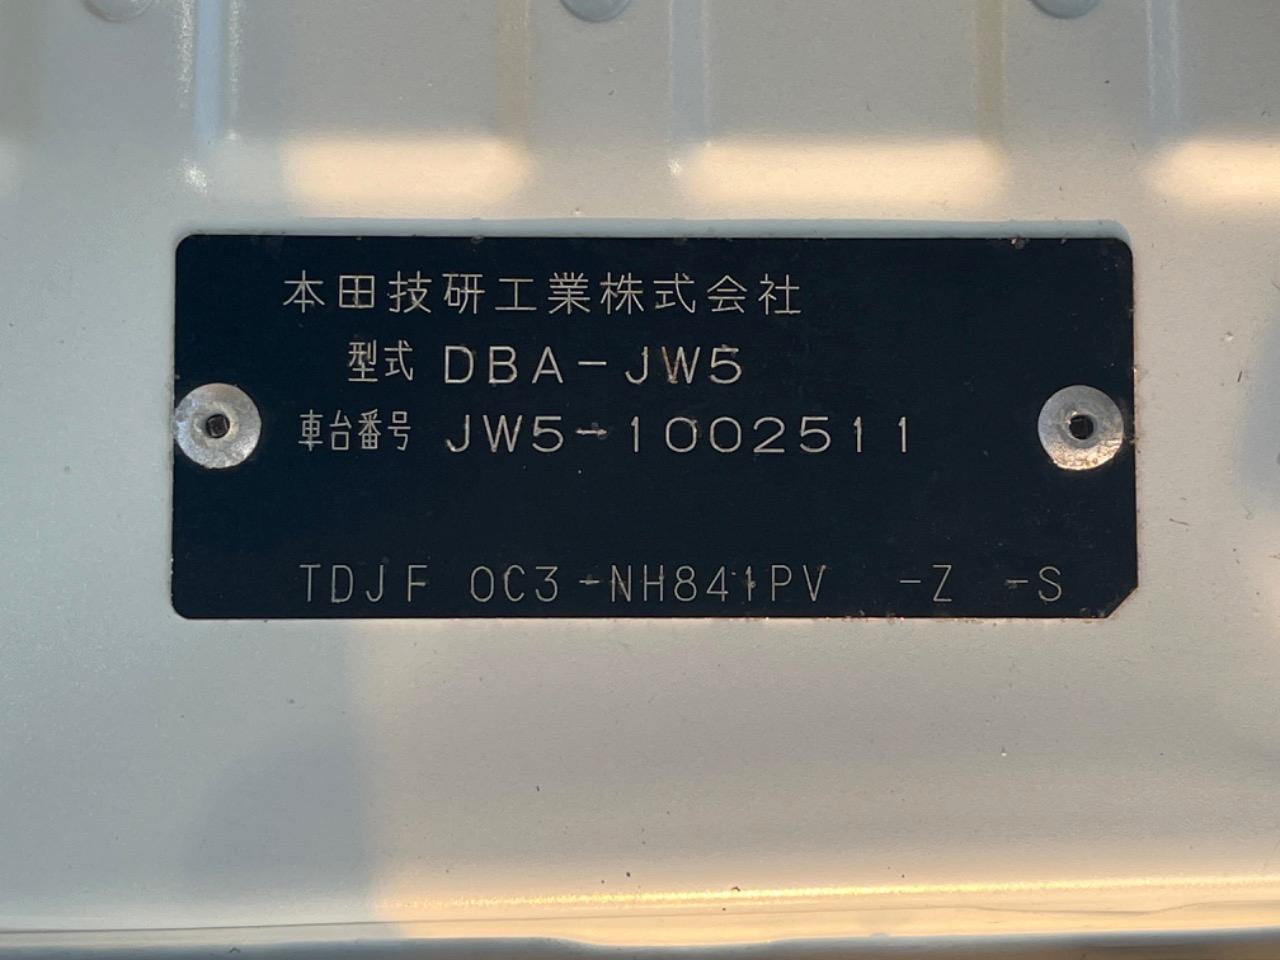 本田技研工業株式会社
型式 DBA-JW5
車台番号 JW5-1002511
TDJF 0C3-NH841PV -Z -S